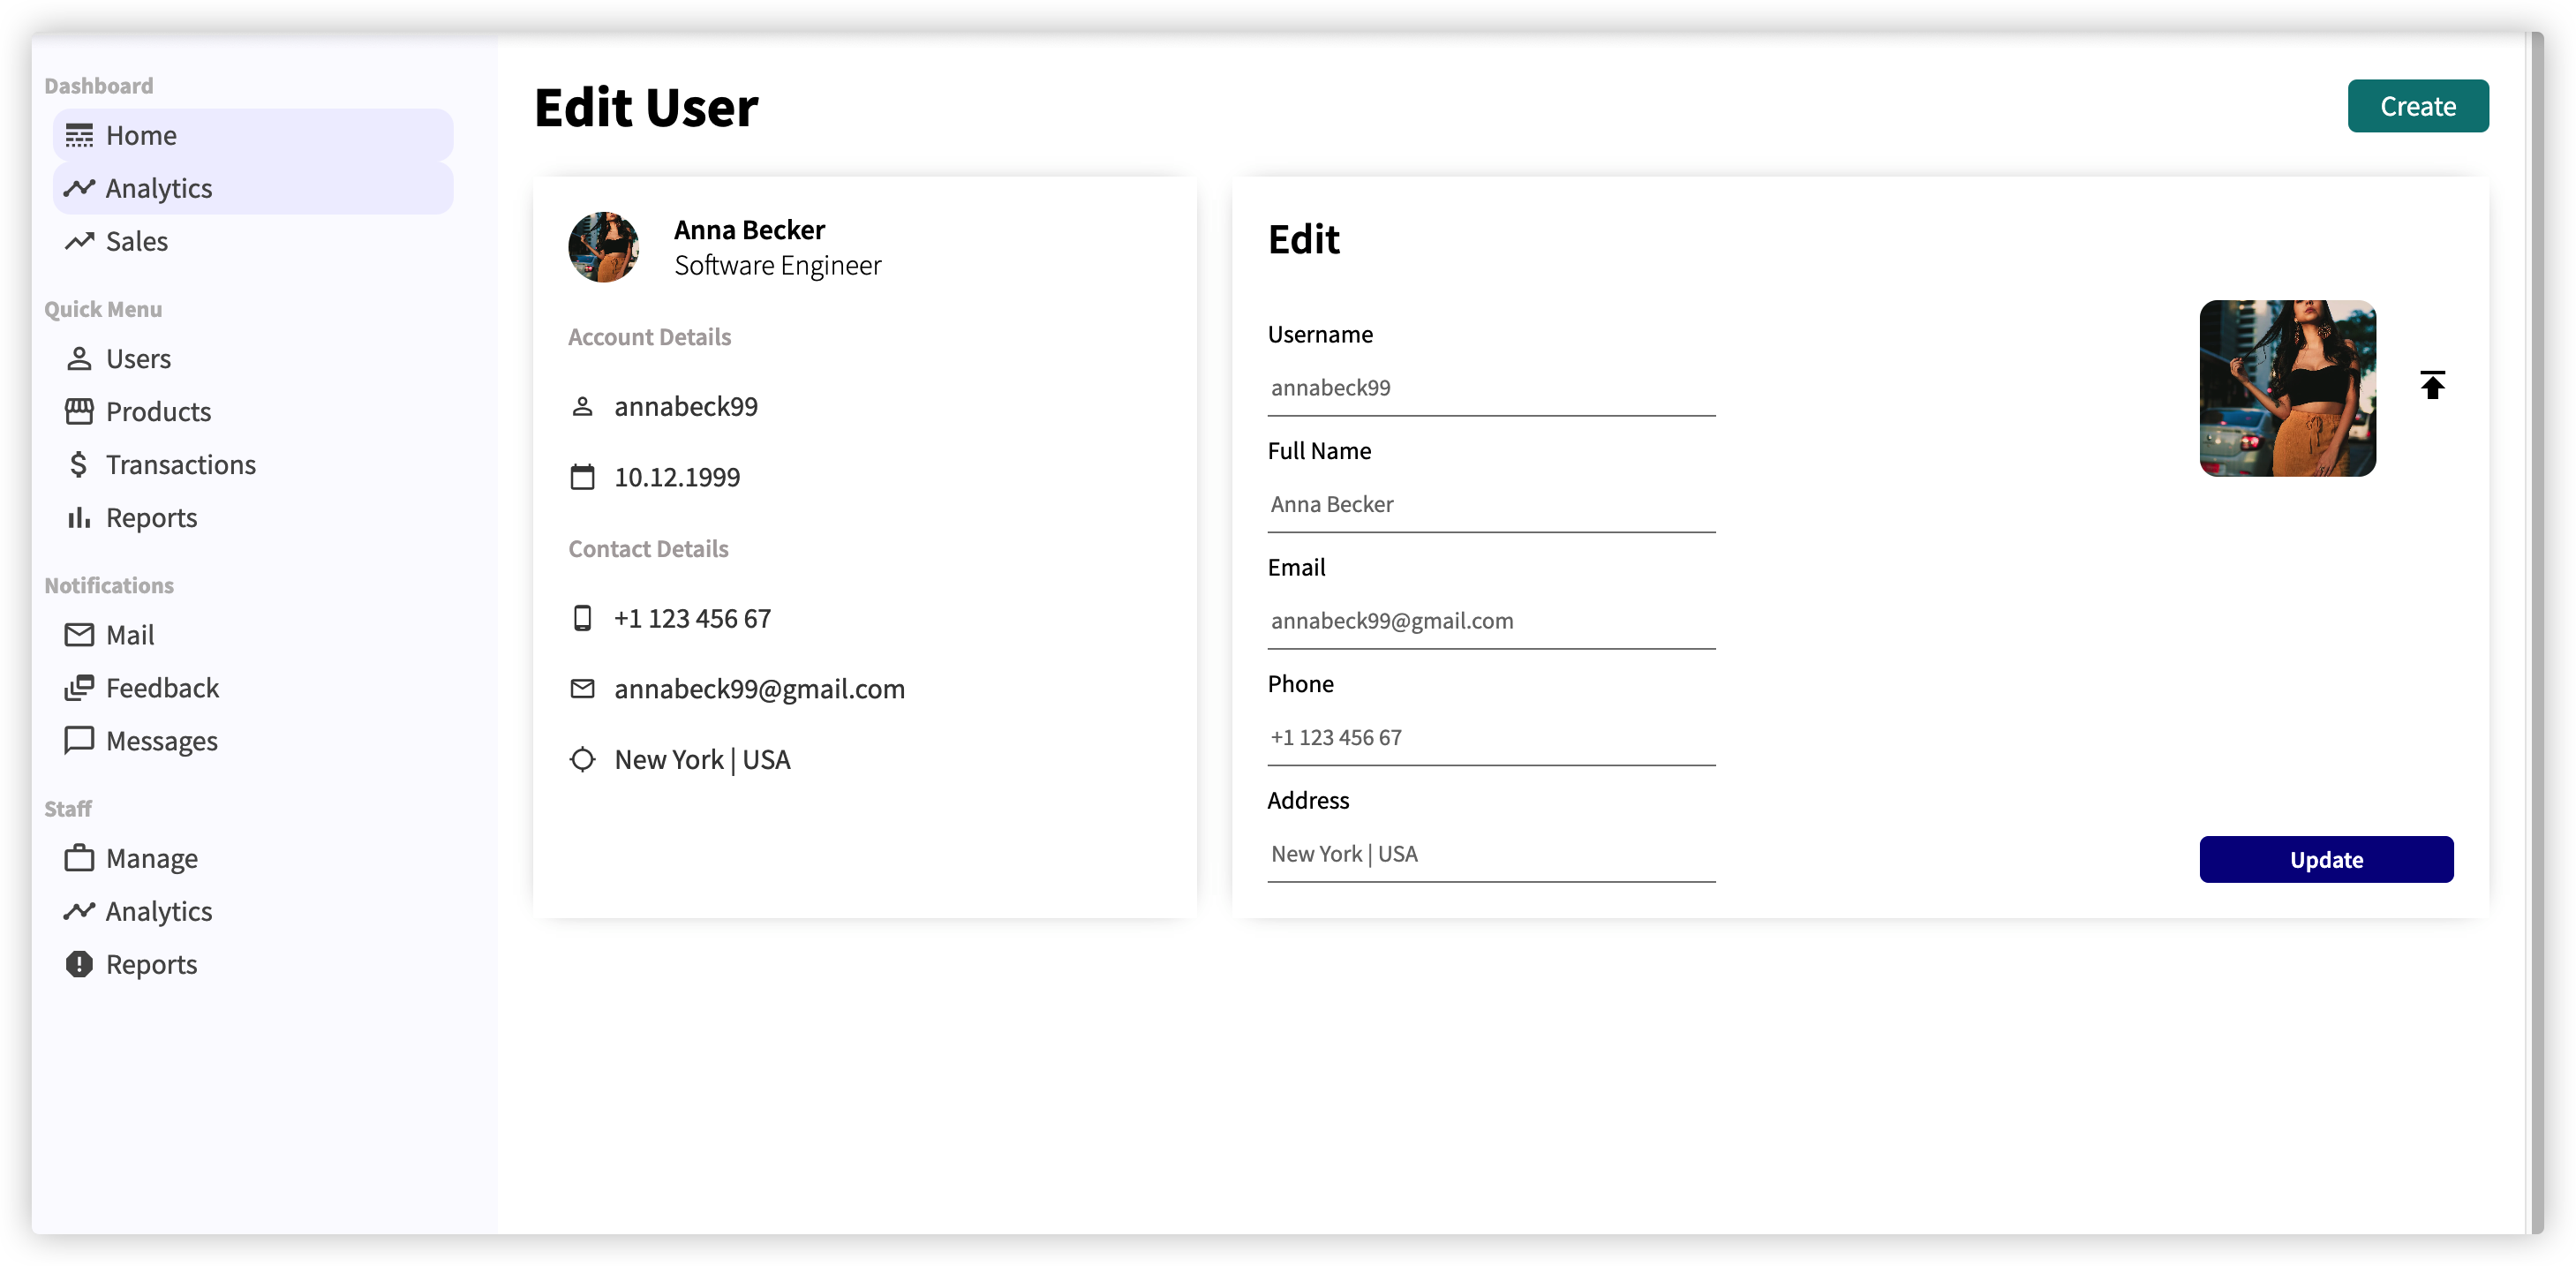 Dashboard
Home
Analytics
Sales
Quick Menu
Users
Products
Transactions
Reports
Notifications
Mail
Feedback
Messages
Staff
Manage
Analytics
Reports
Edit User
Create
Anna Becker
Software Engineer
Account Details
annabeck99
10.12.1999
Contact Details
+1 123 456 67
annabeck99@gmail.com
New York | USA
Edit
Username
annabeck99
Full Name
Anna Becker
Email
annabeck99@gmail.com
Phone
+1 123 456 67
Address
New York | USA
Update